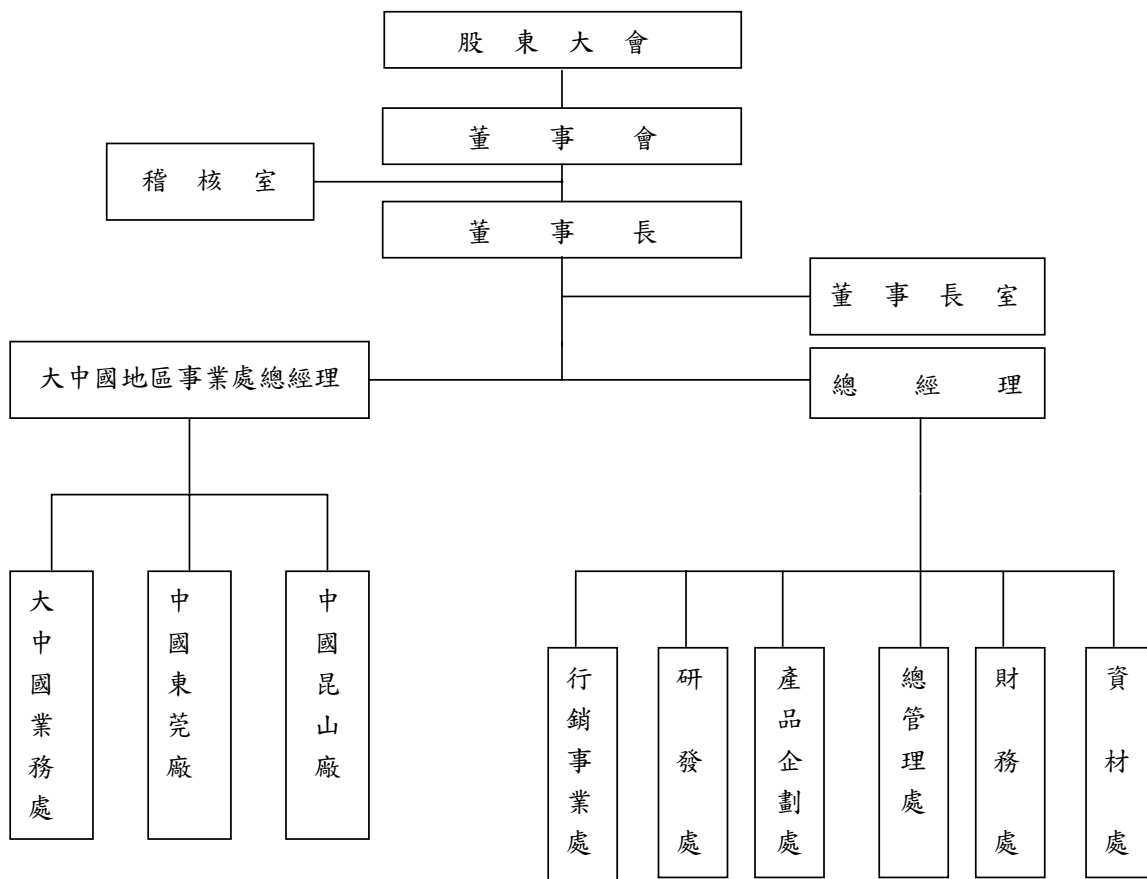 股東大會
董事會
稽核室
董事長
董事長室
大中國地區事業處總經理
總經理
大中國業務處
中國東莞廠
中國昆山廠
行銷事業處
研發處
產品企劃處
總管理處
財務處
資材處